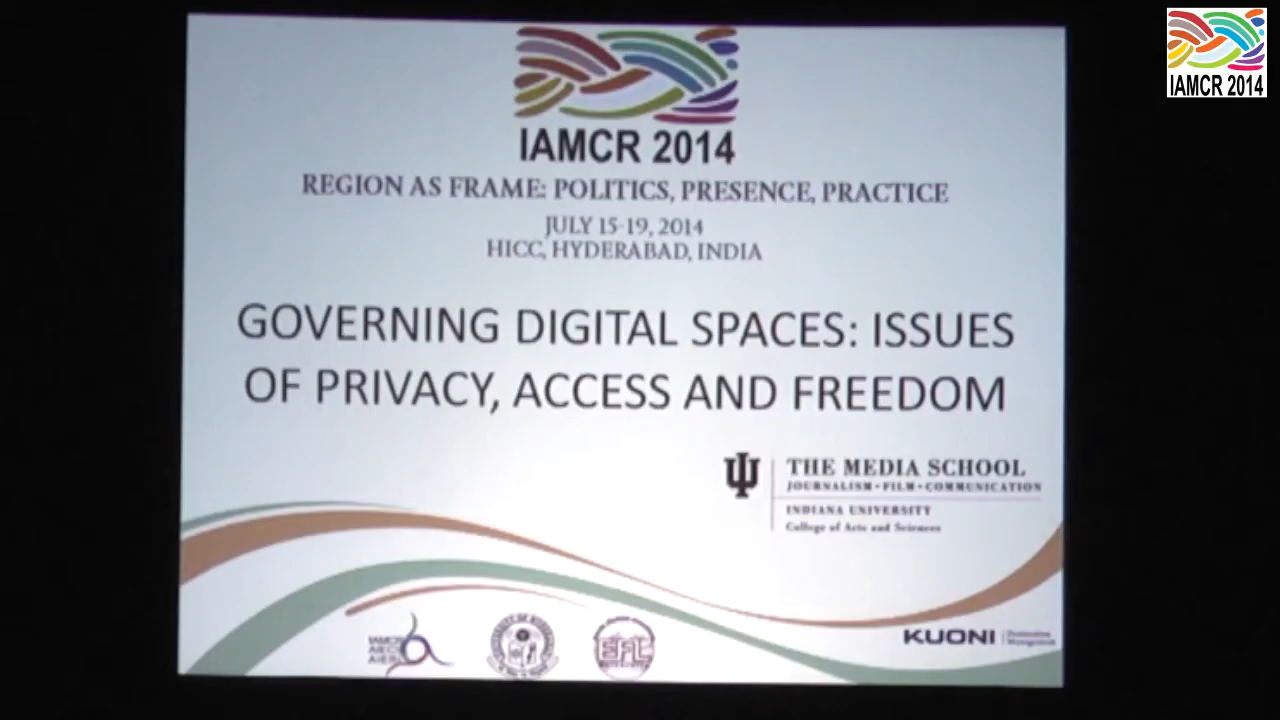 IAMCR 2014
IAMCR 2014
REGION AS FRAME: POLITICS, PRESENCE, PRACTICE
JULY 15-19, 2014
HICC, HYDERABAD, INDIA
GOVERNING DIGITAL SPACES: ISSUES
OF PRIVACY, ACCESS AND FREEDOM
THE MEDIA SCHOOL
JOURNALISM • FILM • COMMUNICATION
INDIANA UNIVERSITY
College of Arts and Sciences
KUONI
IAMCR